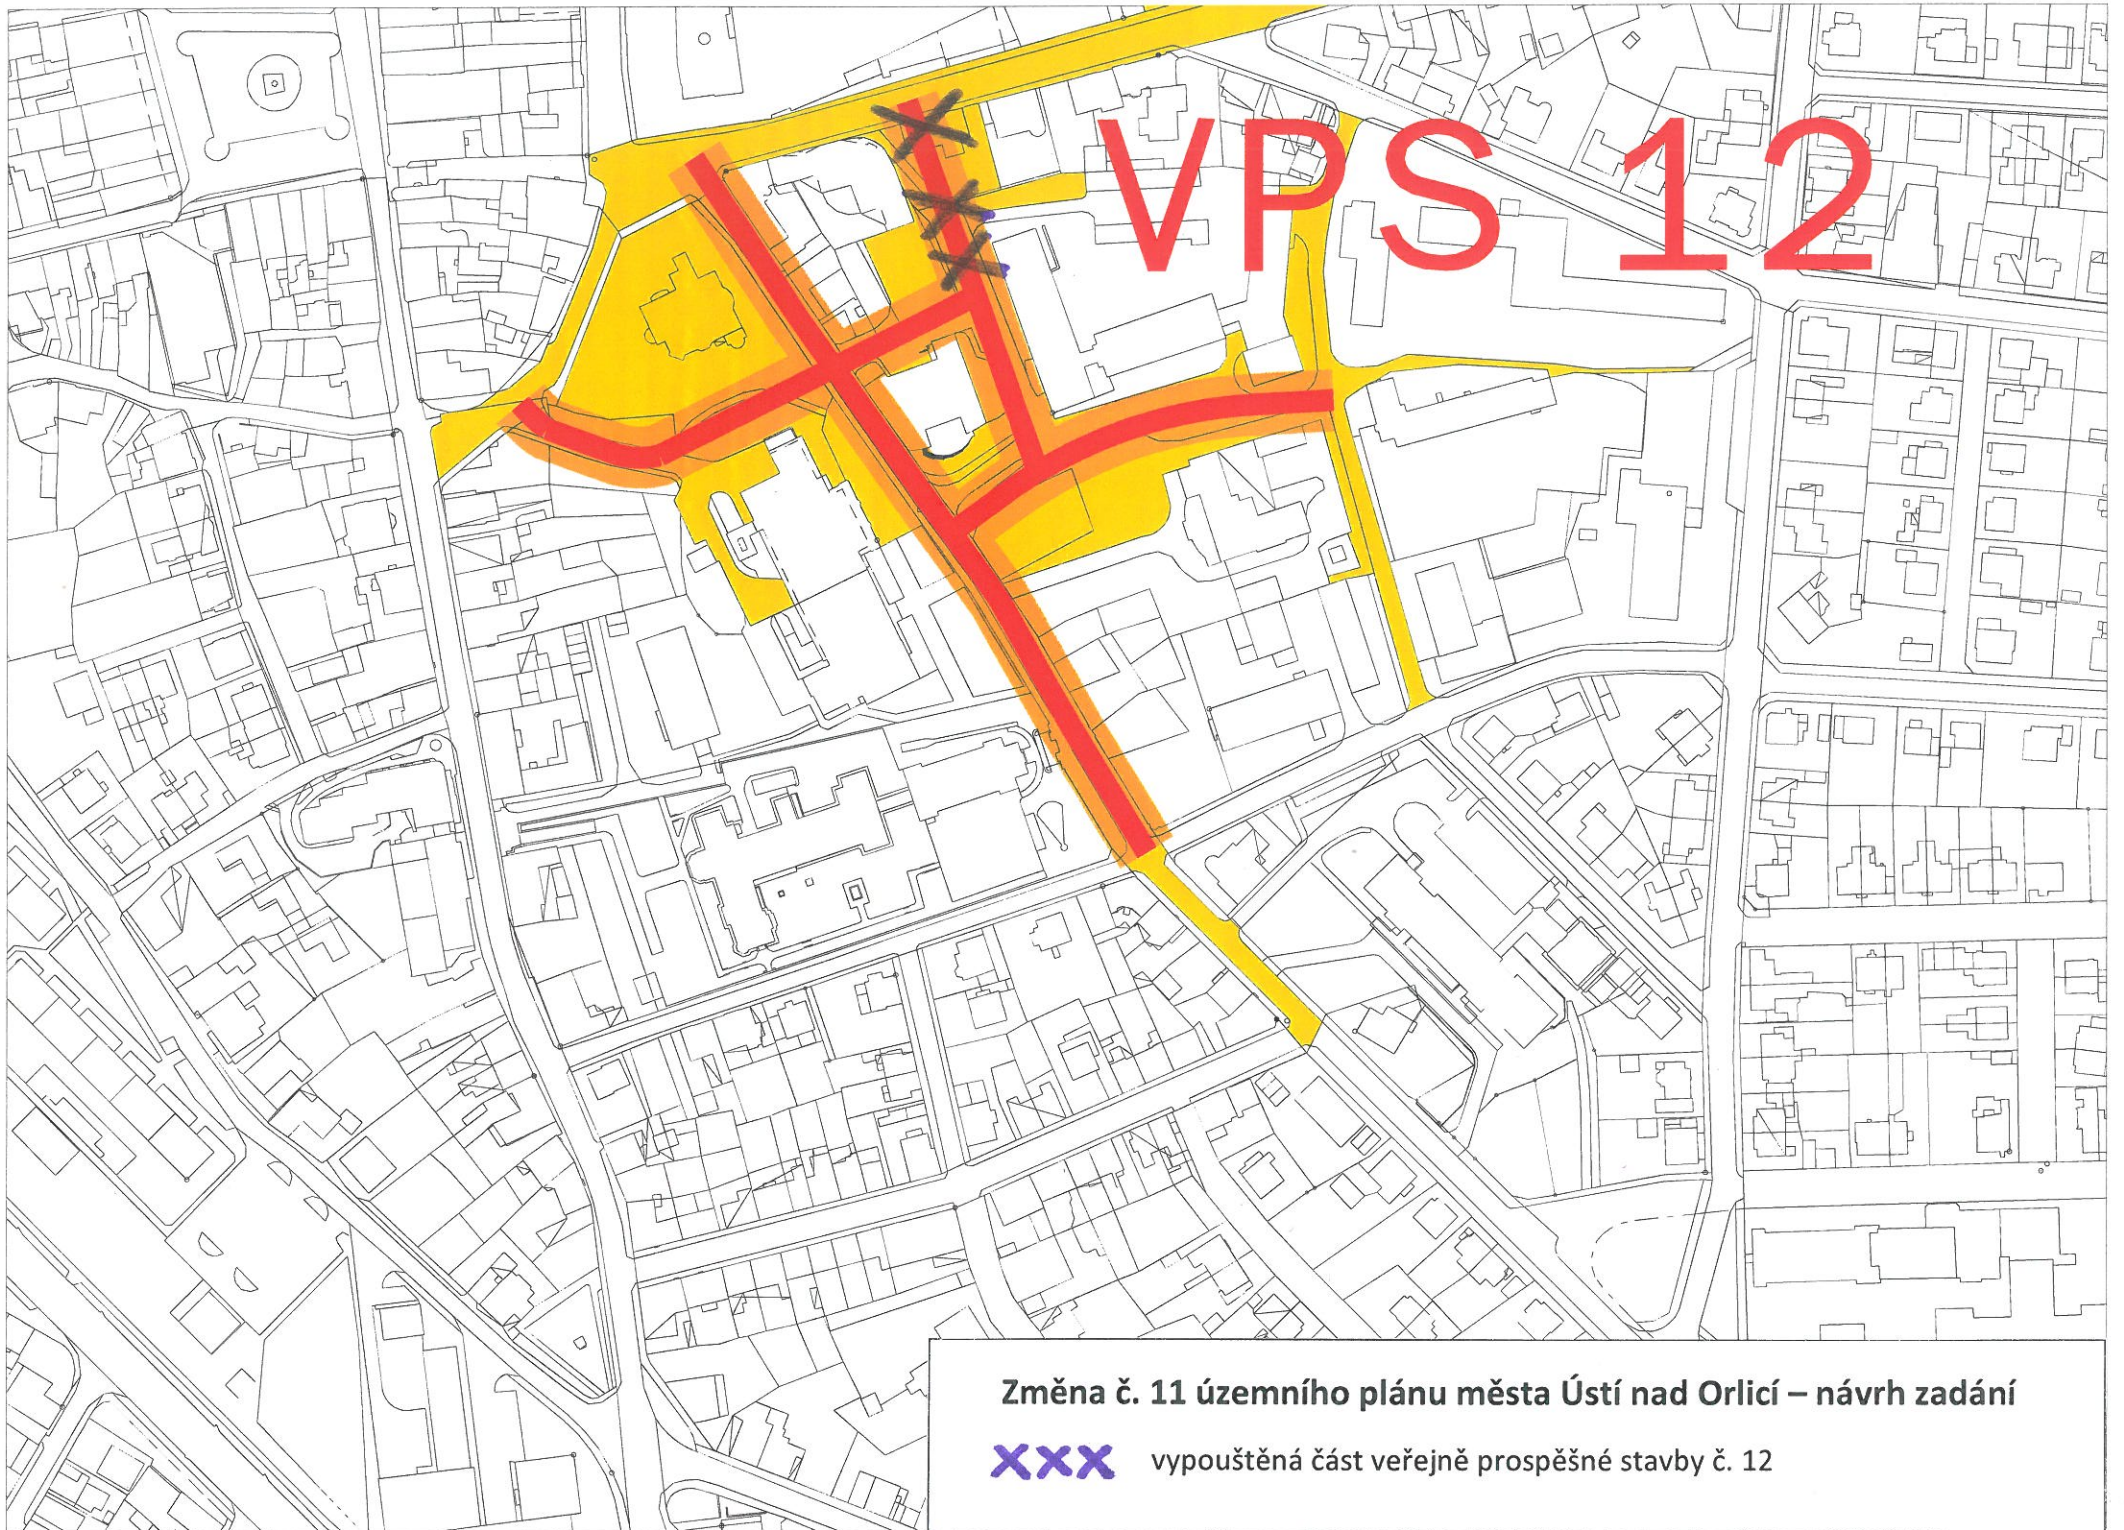 VPS 12
Změna č. 11 územního plánu města Ústí nad Orlicí – návrh zadání
XXX vypouštěná část veřejně prospěšné stavby č. 12